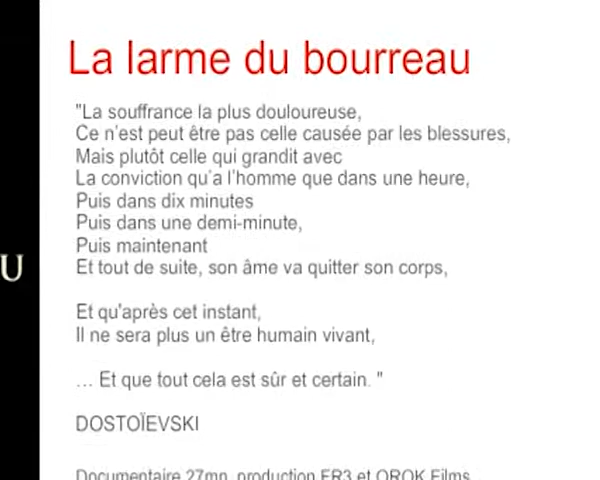 La larme du bourreau
"La souffrance la plus douloureuse,
Ce n'est peut être pas celle causée par les blessures,
Mais plutôt celle qui grandit avec
La conviction qu'a l'homme que dans une heure,
Puis dans dix minutes
Puis dans une demi-minute,
Puis maintenant
Et tout de suite, son âme va quitter son corps,
U
Et qu'après cet instant,
Il ne sera plus un être humain vivant,
... Et que tout cela est sûr et certain. "
DOSTOÏEVSKI
Documentaire 27mn, production FR3 et OROK Films